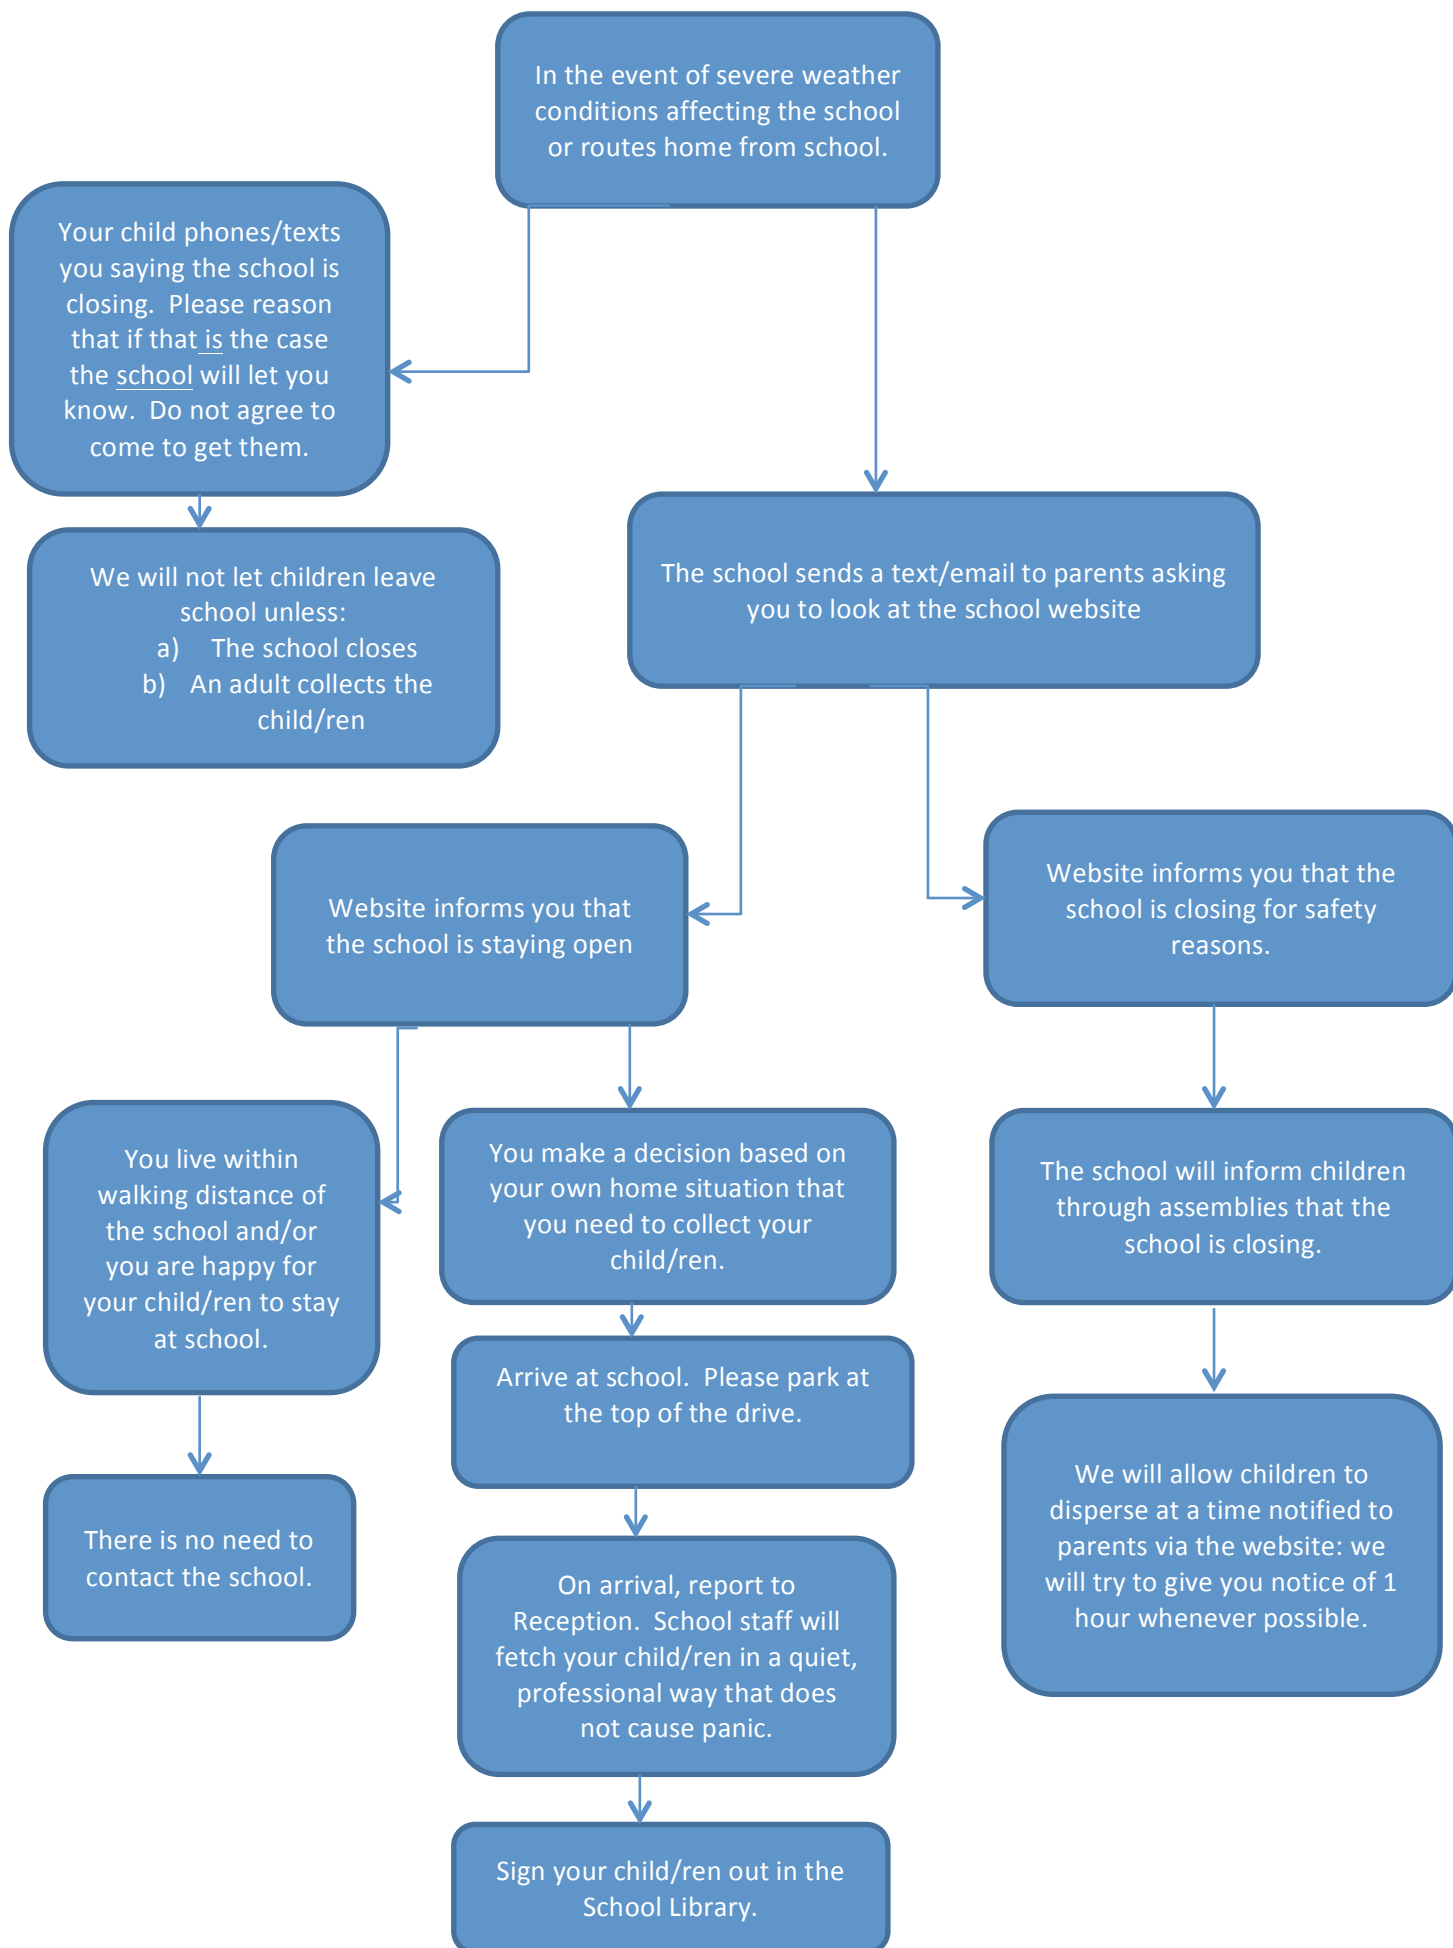 In the event of severe weather
conditions affecting the school
or routes home from school.
Your child phones/texts
you saying the school is
closing.  Please reason
that if that is the case
the school will let you
know.  Do not agree to
come to get them.
We will not let children leave
school unless:
a)    The school closes
b)    An adult collects the
child/ren
The school sends a text/email to parents asking
you to look at the school website
Website informs you that
the school is staying open
Website informs you that the
school is closing for safety
reasons.
You live within
walking distance of
the school and/or
you are happy for
your child/ren to stay
at school.
There is no need to
contact the school.
You make a decision based on
your own home situation that
you need to collect your
child/ren.
Arrive at school.  Please park at
the top of the drive.
On arrival, report to
Reception.  School staff will
fetch your child/ren in a quiet,
professional way that does
not cause panic.
Sign your child/ren out in the
School Library.
The school will inform children
through assemblies that the
school is closing.
We will allow children to
disperse at a time notified to
parents via the website: we
will try to give you notice of 1
hour whenever possible.